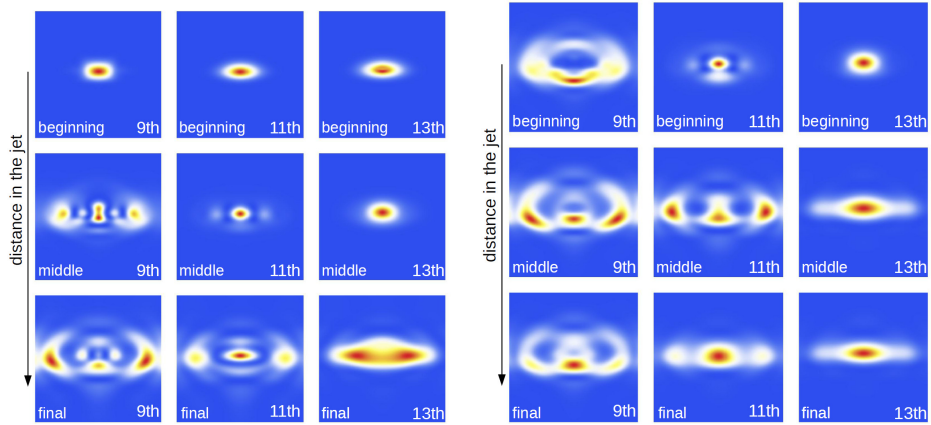 distance in the jet
beginning 9th
beginning 11th
beginning 13th
middle 9th
middle 11th
middle 13th
final 9th
final 11th
final 13th
distance in the jet
beginning 9th
beginning 11th
beginning 13th
middle 9th
middle 11th
middle 13th
final 9th
final 11th
final 13th